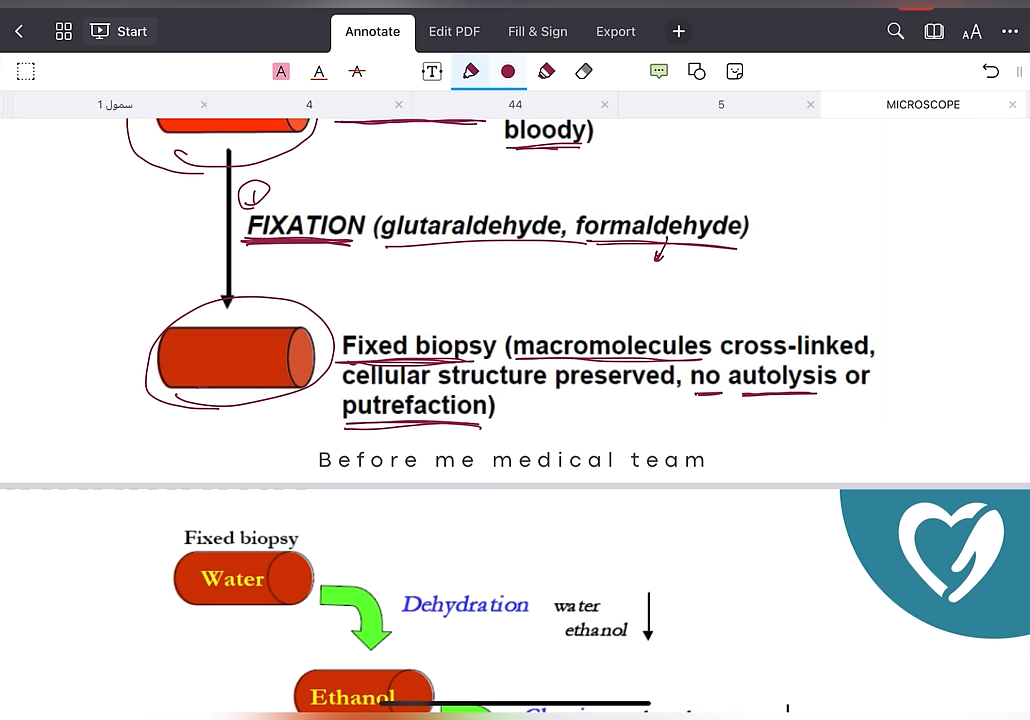 Start
Annotate
Edit PDF
Fill & Sign
Export
سمول 1
4
44
5
MICROSCOPE
bloody)
1
FIXATION (glutaraldehyde, formaldehyde)
Fixed biopsy (macromolecules cross-linked,
cellular structure preserved, no autolysis or
putrefaction)
Before me medical team
Fixed biopsy
Water
Dehydration
water
ethanol
Ethanol